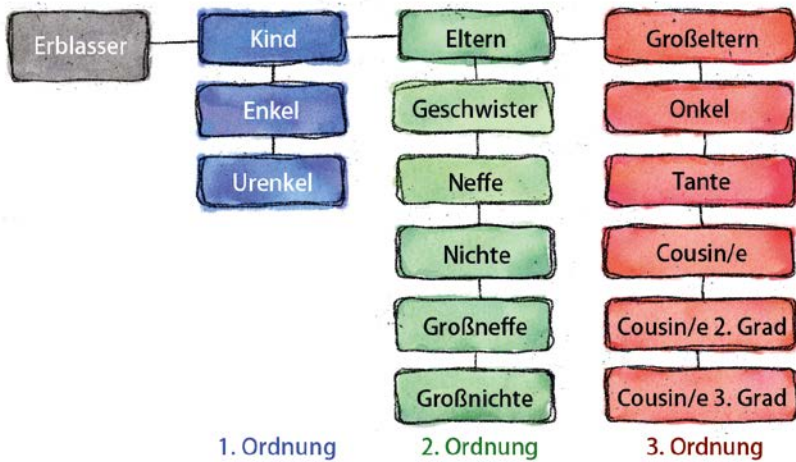 Erblasser
Kind
Eltern
Großeltern
Enkel
Geschwister
Onkel
Urenkel
Neffe
Tante
Nichte
Cousin/e
Großneffe
Cousin/e 2. Grad
Großnichte
Cousin/e 3. Grad
1. Ordnung
2. Ordnung
3. Ordnung